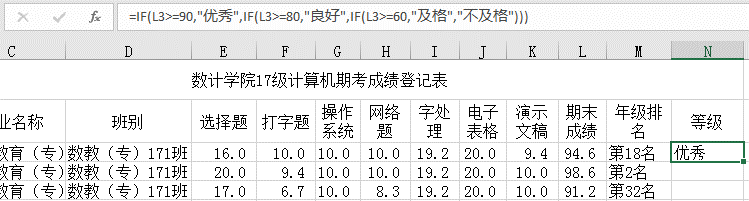 =IF(L3>=90,"优秀",IF(L3>=80,"良好",IF(L3>=60,"及格","不及格")))
C D E F G H I J K L M N
数计学院17级计算机期考成绩登记表
业名称 班别 选择题 打字题 操作系统 网络题 字处理 电子表格 演示文稿 期末成绩 年级排名 等级
教育（专） 数教（专）171班 16.0 10.0 10.0 10.0 19.2 20.0 9.4 94.6 第18名 优秀
教育（专） 数教（专）171班 20.0 9.4 10.0 10.0 19.2 20.0 10.0 98.6 第2名
教育（专） 数教（专）171班 17.0 6.7 10.0 8.3 19.2 20.0 10.0 91.2 第32名